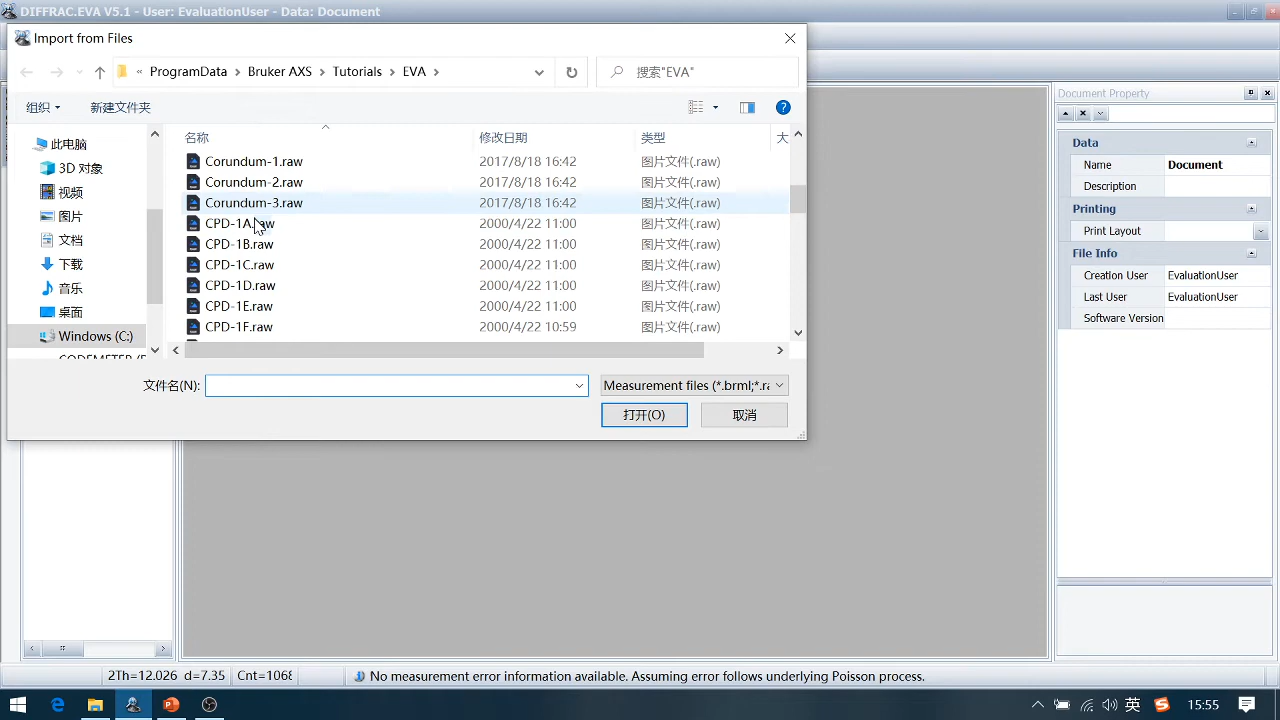 DIFFRAC.EVA V5.1 - User: EvaluationUser - Data: Document
Import from Files
« ProgramData › Bruker AXS › Tutorials › EVA ›
搜索"EVA"
组织 新建文件夹
名称 修改日期 类型 大
此电脑
3D 对象
视频
图片
文档
下载
音乐
桌面
Windows (C:)
Corundum-1.raw 2017/8/18 16:42 图片文件(.raw)
Corundum-2.raw 2017/8/18 16:42 图片文件(.raw)
Corundum-3.raw 2017/8/18 16:42 图片文件(.raw)
CPD-1A.raw 2000/4/22 11:00 图片文件(.raw)
CPD-1B.raw 2000/4/22 11:00 图片文件(.raw)
CPD-1C.raw 2000/4/22 11:00 图片文件(.raw)
CPD-1D.raw 2000/4/22 11:00 图片文件(.raw)
CPD-1E.raw 2000/4/22 11:00 图片文件(.raw)
CPD-1F.raw 2000/4/22 10:59 图片文件(.raw)
文件名(N):
Measurement files (*.brml;*.ra
打开(O) 取消
Document Property
Data
Name Document
Description
Printing
Print Layout
File Info
Creation User EvaluationUser
Last User EvaluationUser
Software Version
2Th=12.026 d=7.35 Cnt=1068
No measurement error information available. Assuming error follows underlying Poisson process.
英 15:55